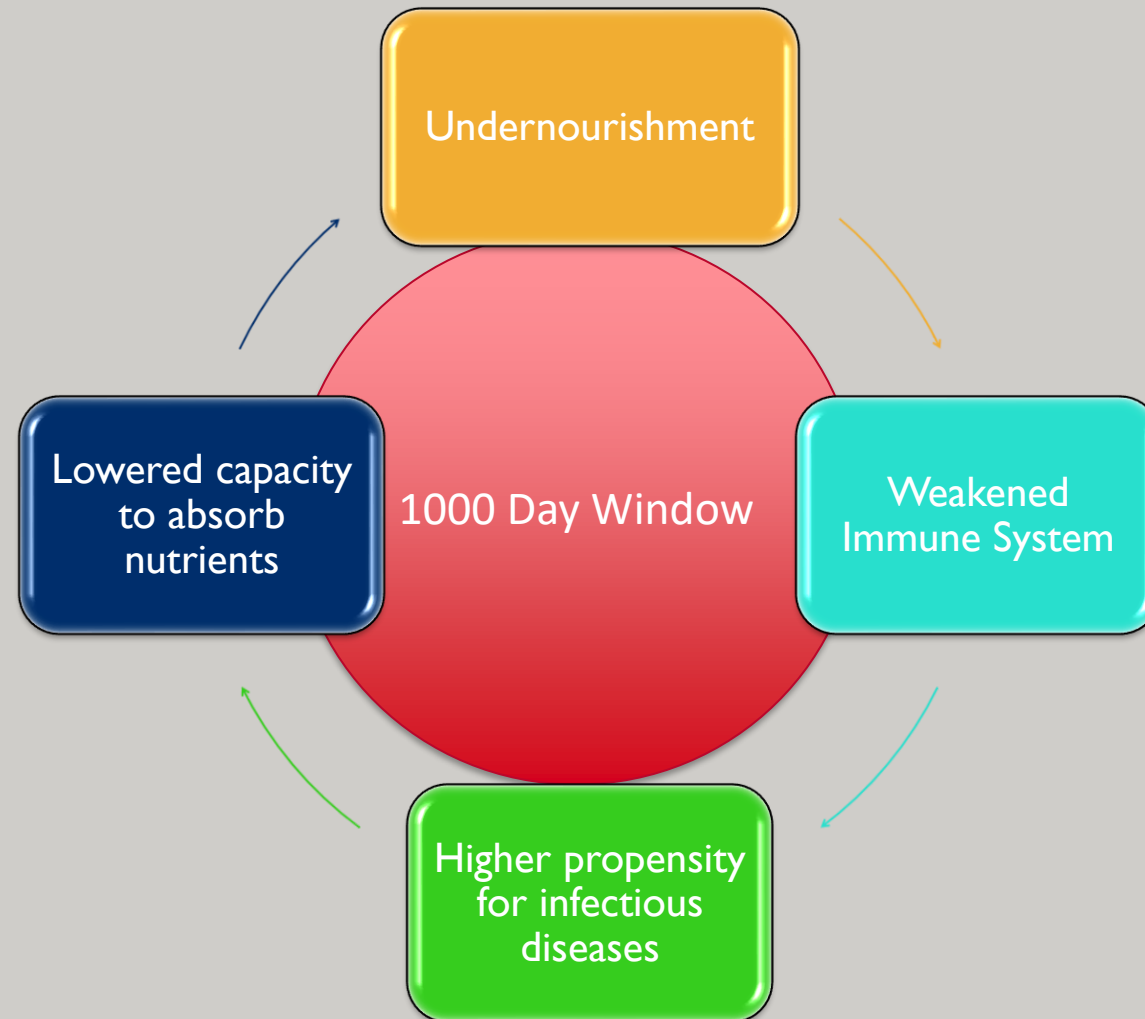 Undernourishment
Lowered capacity
to absorb
nutrients
1000 Day Window
Weakened
Immune System
Higher propensity
for infectious
diseases